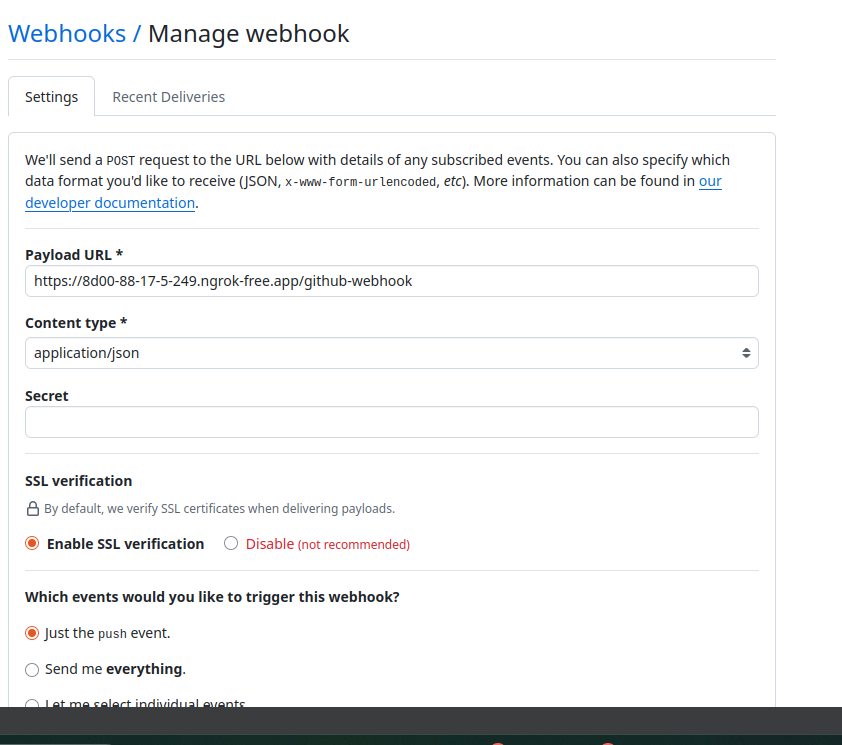 Webhooks / Manage webhook
Settings
Recent Deliveries
We'll send a POST request to the URL below with details of any subscribed events. You can also specify which
data format you'd like to receive (JSON, x-www-form-urlencoded, etc). More information can be found in our
developer documentation.
Payload URL *
https://8d00-88-17-5-249.ngrok-free.app/github-webhook
Content type *
application/json
Secret
SSL verification
By default, we verify SSL certificates when delivering payloads.
Enable SSL verification
Disable (not recommended)
Which events would you like to trigger this webhook?
Just the push event.
Send me everything.
Let me select individual events.